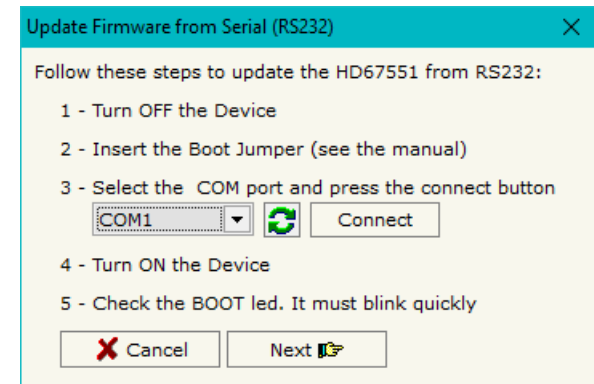 Update Firmware from Serial (RS232)
Follow these steps to update the HD67551 from RS232:
1 - Turn OFF the Device
2 - Insert the Boot Jumper (see the manual)
3 - Select the COM port and press the connect button
COM1 Connect
4 - Turn ON the Device
5 - Check the BOOT led. It must blink quickly
Cancel Next